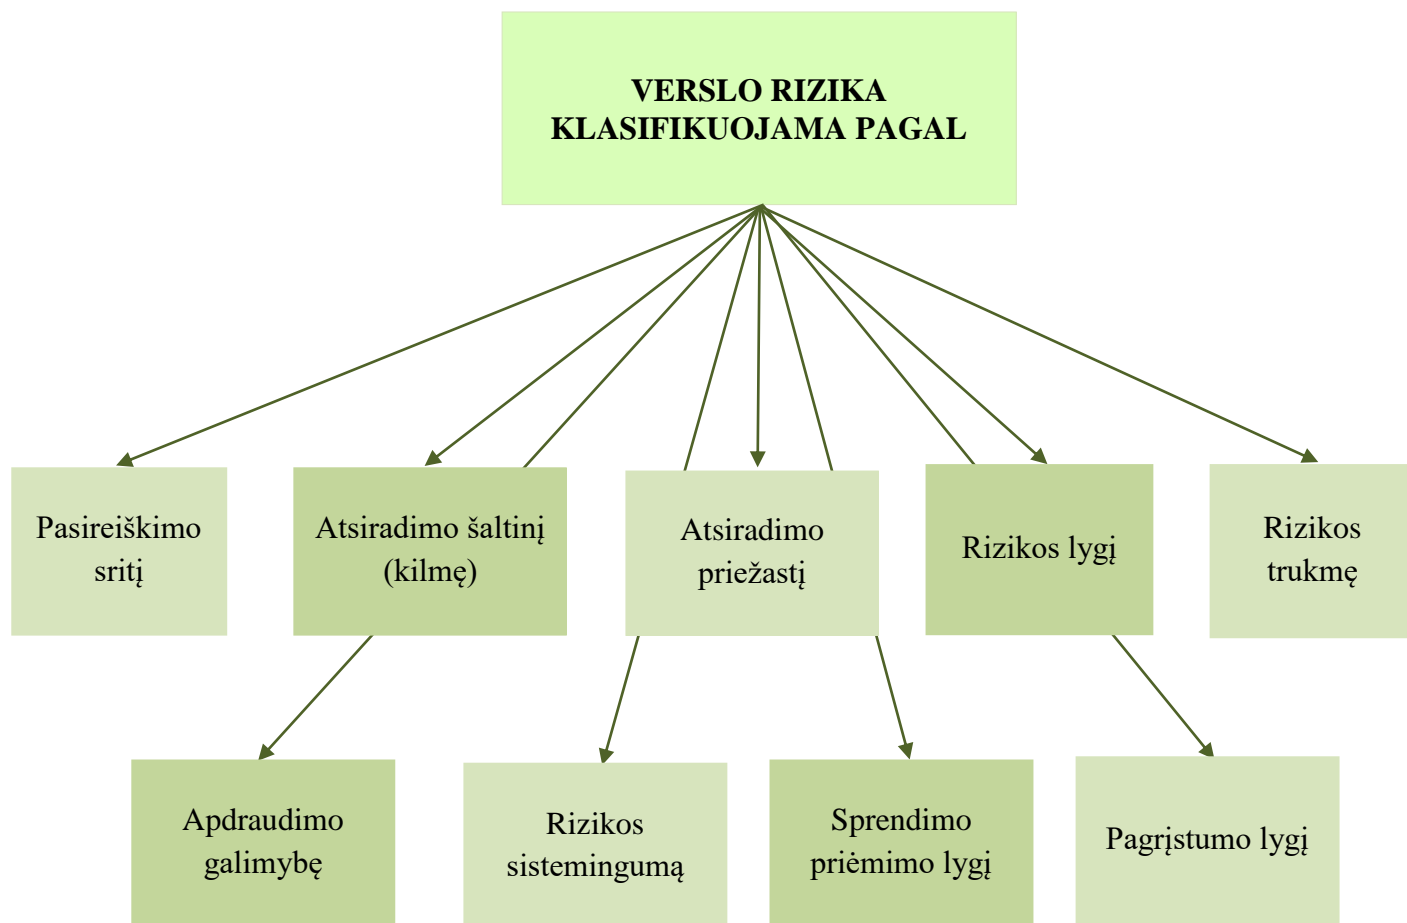 VERSLO RIZIKA
KLASIFIKUOJAMA PAGAL
Pasireiškimo
sritį
Atsiradimo šaltinį
(kilmę)
Atsiradimo
priežastį
Rizikos lygį
Rizikos
trukmę
Apdraudimo
galimybę
Rizikos
sistemingumą
Sprendimo
priėmimo lygį
Pagrįstumo lygį